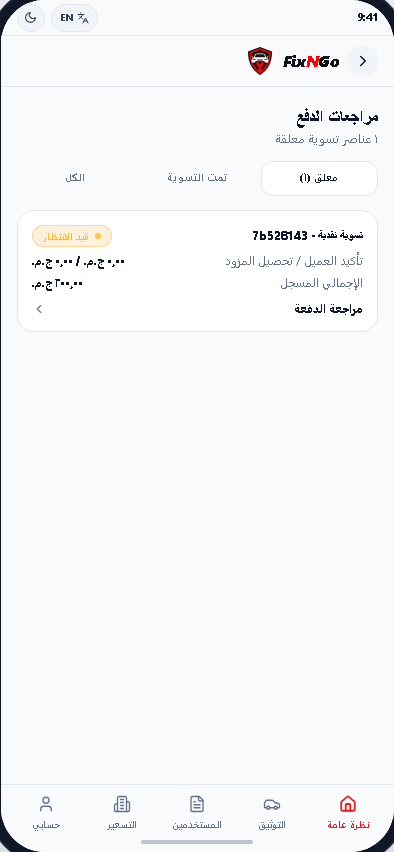 9:41
EN
FixNGo
مراجعات الدفع
١ عناصر تسوية معلقة
معلق (١)
تمت التسوية
الكل
تسوية نقدية - 7b526143
قيد الانتظار
تأكيد العميل / تحصيل المزود
٠٫٠٠ ج.م. / ٠٫٠٠ ج.م.
الإجمالي المسجل
٢٠٠٫٠٠ ج.م.
مراجعة الدفعة
نظرة عامة
التوثيق
المستخدمين
التسعير
حسابي